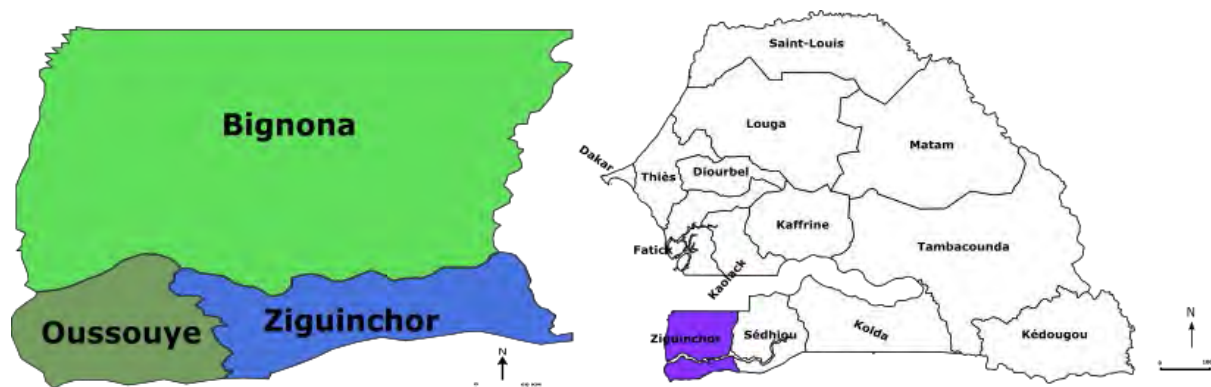 Bignona
Oussouye
Ziguinchor
N
Saint-Louis
Louga
Matam
Dakar
Thiès
Diourbel
Kaffrine
Fatick
Kaolack
Tambacounda
Ziguinchor
Sédhiou
Kolda
Kédougou
N